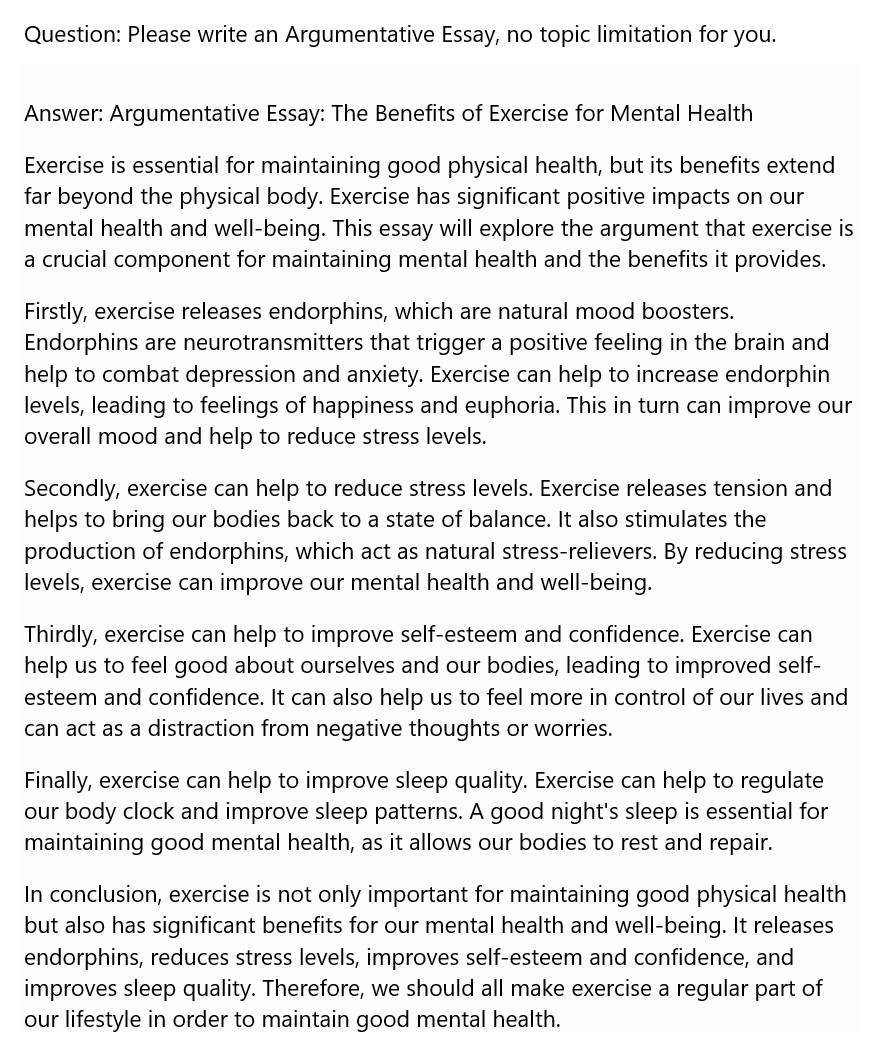 Question: Please write an Argumentative Essay, no topic limitation for you.
Answer: Argumentative Essay: The Benefits of Exercise for Mental Health
Exercise is essential for maintaining good physical health, but its benefits extend
far beyond the physical body. Exercise has significant positive impacts on our
mental health and well-being. This essay will explore the argument that exercise is
a crucial component for maintaining mental health and the benefits it provides.
Firstly, exercise releases endorphins, which are natural mood boosters.
Endorphins are neurotransmitters that trigger a positive feeling in the brain and
help to combat depression and anxiety. Exercise can help to increase endorphin
levels, leading to feelings of happiness and euphoria. This in turn can improve our
overall mood and help to reduce stress levels.
Secondly, exercise can help to reduce stress levels. Exercise releases tension and
helps to bring our bodies back to a state of balance. It also stimulates the
production of endorphins, which act as natural stress-relievers. By reducing stress
levels, exercise can improve our mental health and well-being.
Thirdly, exercise can help to improve self-esteem and confidence. Exercise can
help us to feel good about ourselves and our bodies, leading to improved self-
esteem and confidence. It can also help us to feel more in control of our lives and
can act as a distraction from negative thoughts or worries.
Finally, exercise can help to improve sleep quality. Exercise can help to regulate
our body clock and improve sleep patterns. A good night's sleep is essential for
maintaining good mental health, as it allows our bodies to rest and repair.
In conclusion, exercise is not only important for maintaining good physical health
but also has significant benefits for our mental health and well-being. It releases
endorphins, reduces stress levels, improves self-esteem and confidence, and
improves sleep quality. Therefore, we should all make exercise a regular part of
our lifestyle in order to maintain good mental health.